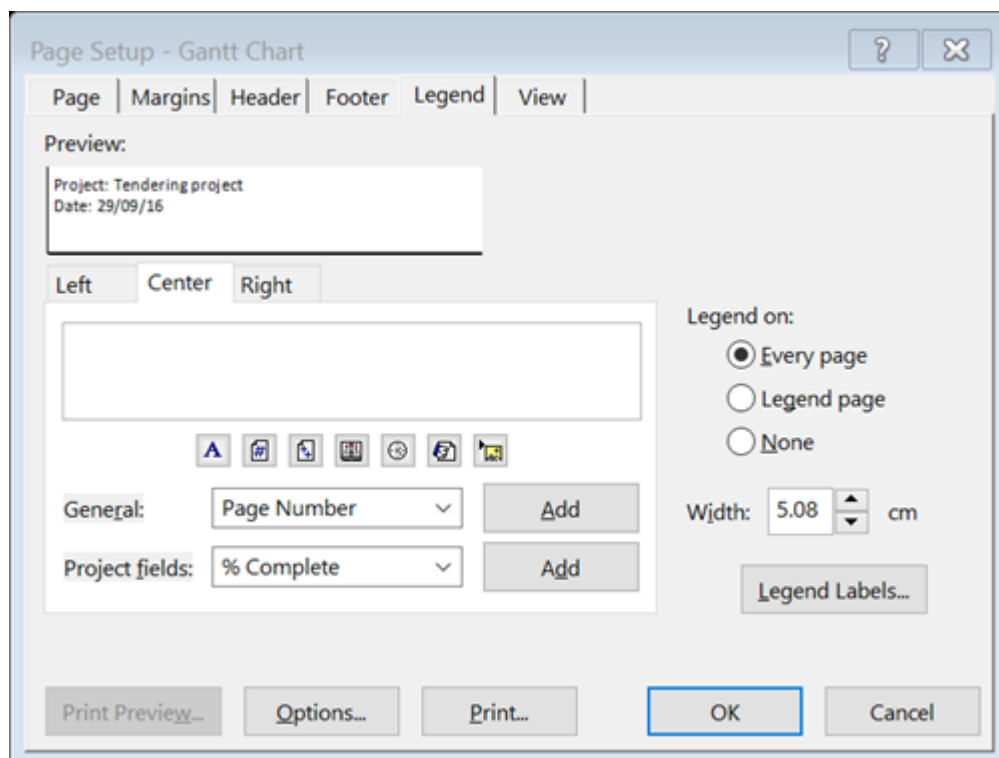 Page Setup - Gantt Chart
Page Margins Header Footer Legend View
Preview:
Project: Tendering project
Date: 29/09/16
Left Center Right
Legend on:
Every page
Legend page
None
A
General: Page Number Add
Width: 5.08 cm
Project fields: % Complete Add
Legend Labels...
Print Preview... Options... Print... OK Cancel